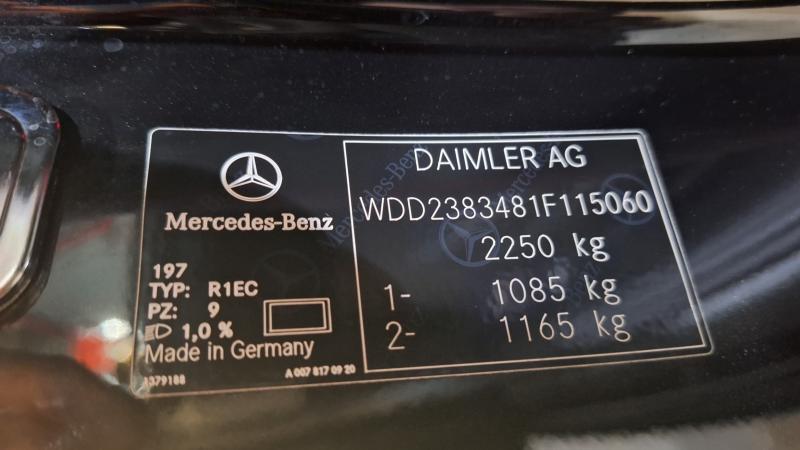 Mercedes-Benz
197
TYP: R1EC
PZ: 9
1,0 %
Made in Germany
A 007 817 09 20
DAIMLER AG
WDD2383481F115060
2250 kg
1- 1085 kg
2- 1165 kg